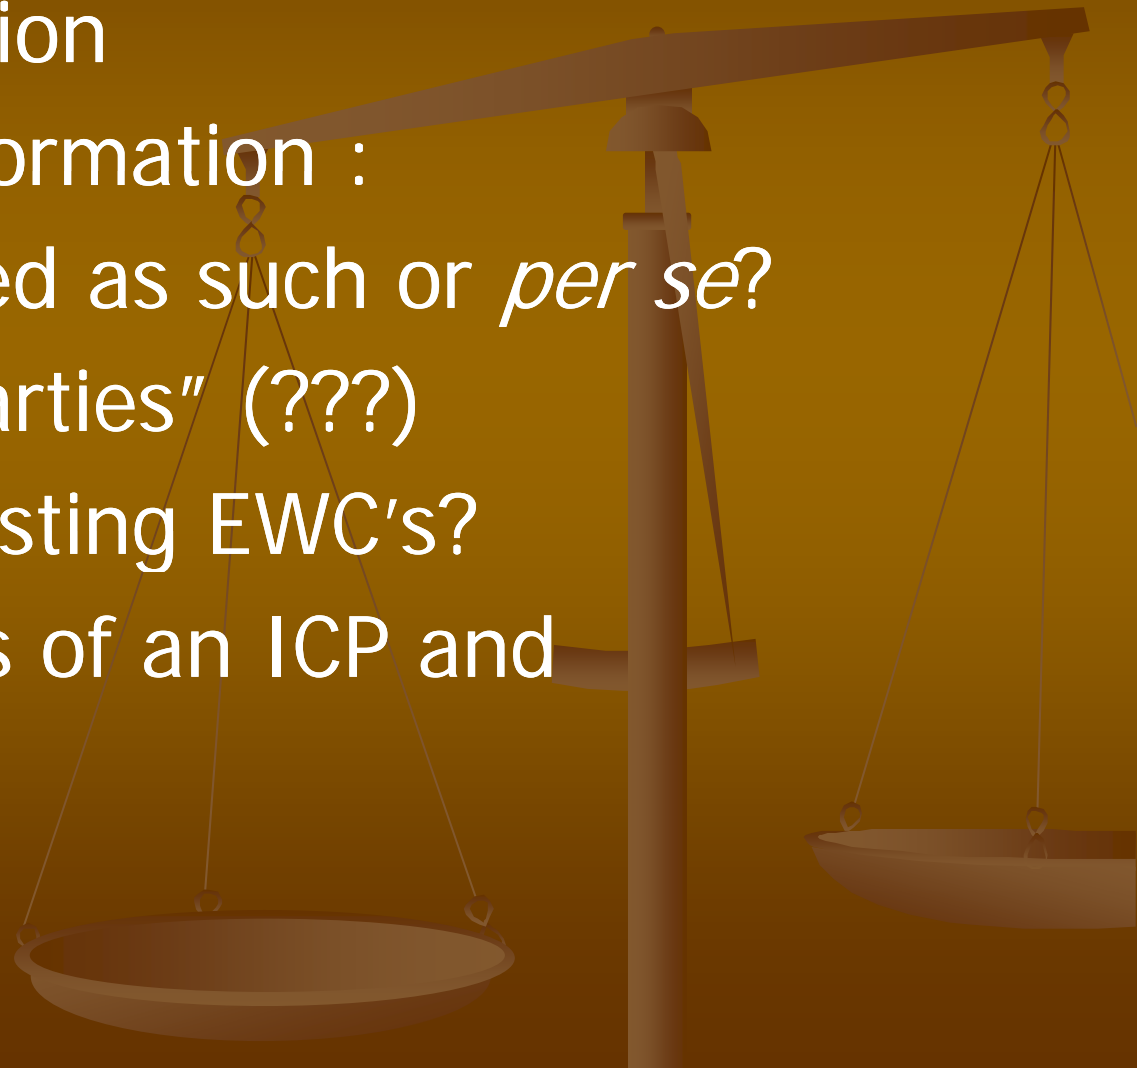 ion
ormation :
ed as such or per se?
arties” (???)
sting EWC’s?
s of an ICP and